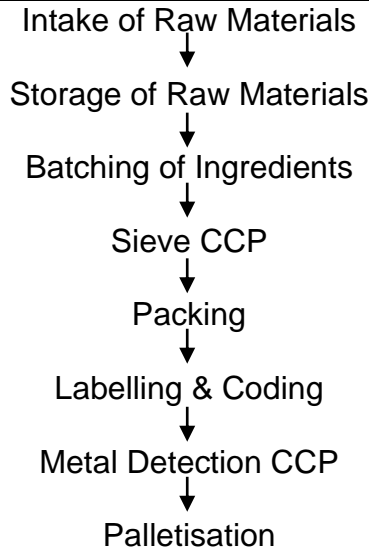 Intake of Raw Materials
Storage of Raw Materials
Batching of Ingredients
Sieve CCP
Packing
Labelling & Coding
Metal Detection CCP
Palletisation